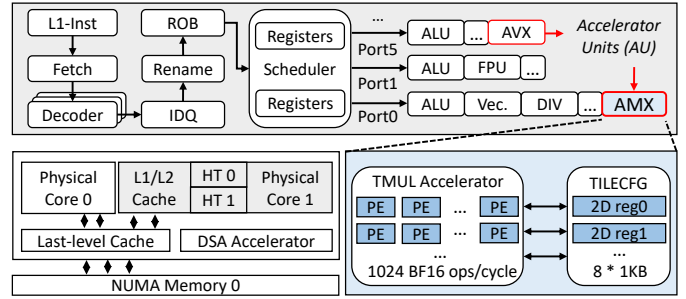 L1-Inst
Fetch
Decoder
ROB
Rename
IDQ
Registers
Scheduler
Registers
...
Port5
Port1
Port0
ALU
...
AVX
ALU
FPU
...
ALU
Vec.
DIV
...
AMX
Accelerator
Units (AU)
Physical
Core 0
L1/L2
Cache
HT 0
HT 1
Physical
Core 1
Last-level Cache
DSA Accelerator
NUMA Memory 0
TMUL Accelerator
PE
PE
...
PE
PE
PE
...
PE
...
1024 BF16 ops/cycle
TILECFG
2D reg0
2D reg1
...
8 * 1KB